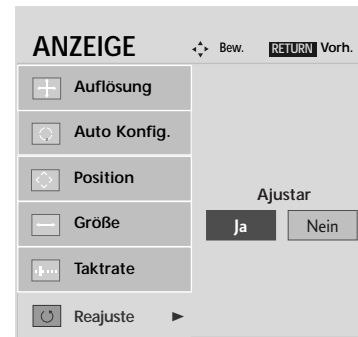 ANZEIGE Bew. RETURN Vorh.
Auflösung
Auto Konfig.
Position
Größe
Taktrate
Reajuste
Ajustar
Ja Nein